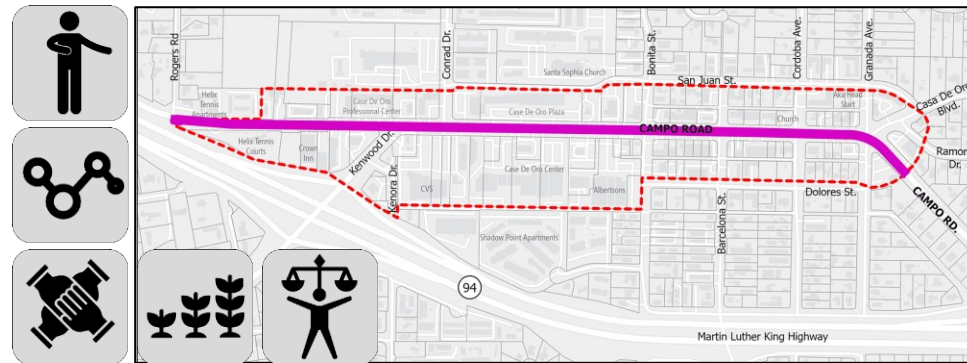 Rogers Rd
Conrad Dr.
Bonita St.
Cordoba Ave.
Granada Ave.
Santa Sophia Church
San Juan St.
Helix
Tennis
Apartments
Case De Oro
Professional Center
Case De Oro Plaza
Aka Head
Start
Casa De Oro
Blvd.
Church
CAMPO ROAD
Helix Tennis
Courts
Crown
Inn
Kenwood Dr.
Ramona
Dr.
Kenora Dr.
CVS
Case De Oro Center
Albertsons
Dolores St.
Barcelona St.
CAMPO RD.
Shadow Point Apartments
94
Martin Luther King Highway